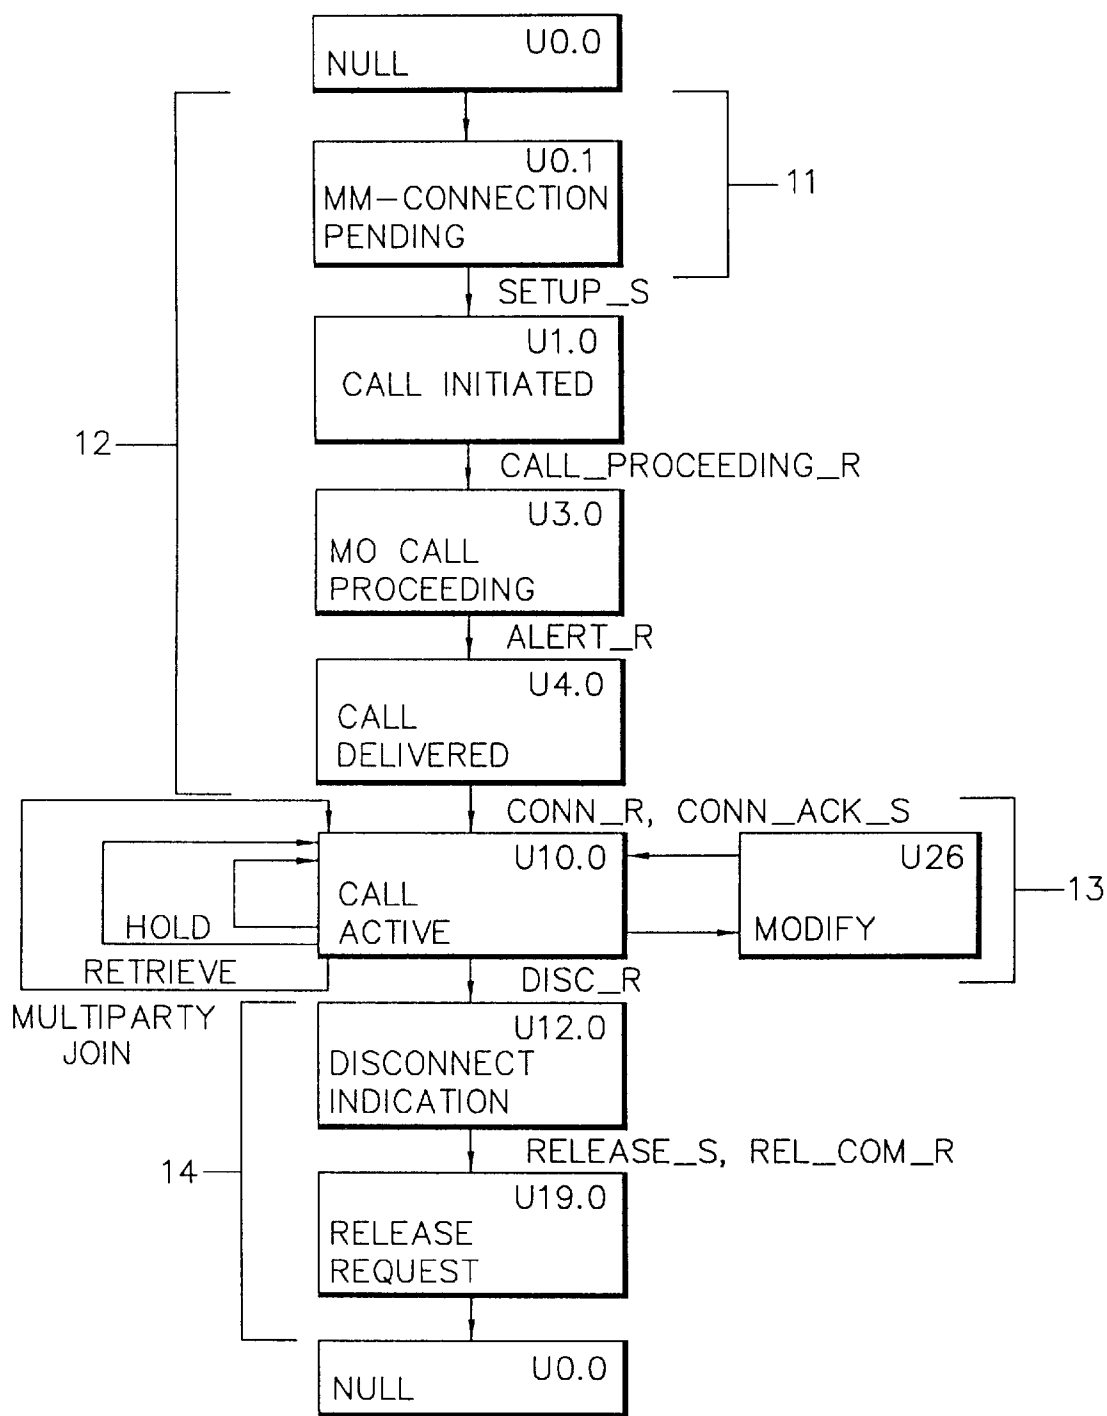 U0.0
NULL
U0.1
MM-CONNECTION
PENDING
11
SETUP_S
U1.0
CALL INITIATED
12
CALL_PROCEEDING_R
U3.0
MO CALL
PROCEEDING
ALERT_R
U4.0
CALL
DELIVERED
CONN_R, CONN_ACK_S
U10.0
CALL
ACTIVE
U26
MODIFY
13
HOLD
RETRIEVE
MULTIPARTY
JOIN
DISC_R
U12.0
DISCONNECT
INDICATION
14
RELEASE_S, REL_COM_R
U19.0
RELEASE
REQUEST
U0.0
NULL